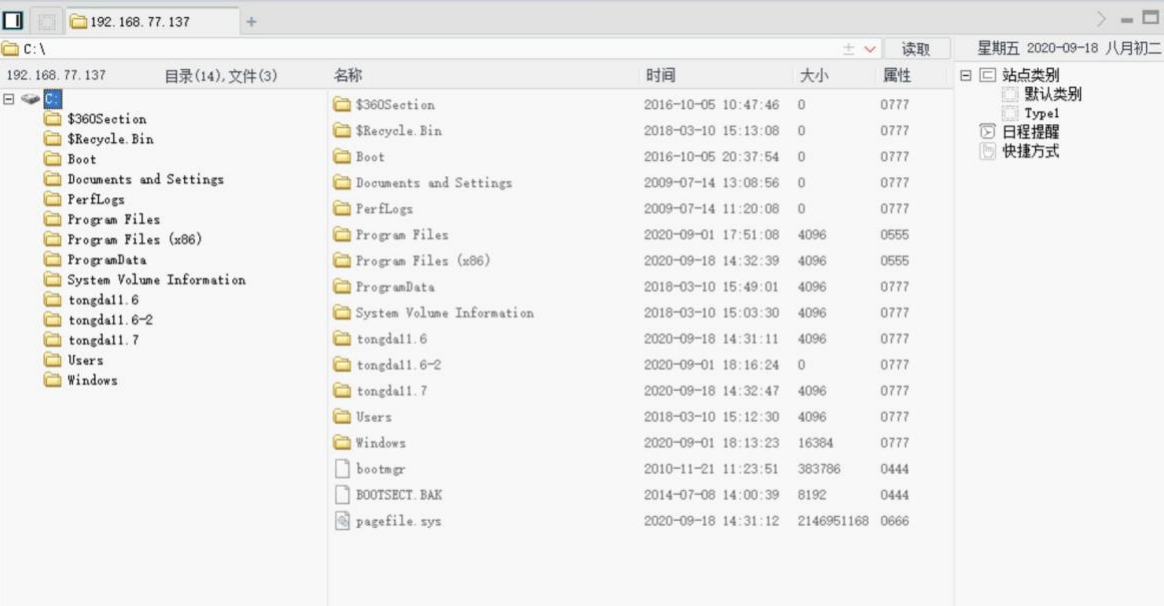 192.168.77.137 +
C:\ 读取 星期五 2020-09-18 八月初二
192.168.77.137 目录(14),文件(3) 名称 时间 大小 属性
C:
$360Section
$Recycle.Bin
Boot
Documents and Settings
PerfLogs
Program Files
Program Files (x86)
ProgramData
System Volume Information
tongda11.6
tongda11.6-2
tongda11.7
Users
Windows
$360Section 2016-10-05 10:47:46 0 0777
$Recycle.Bin 2018-03-10 15:13:08 0 0777
Boot 2016-10-05 20:37:54 0 0777
Documents and Settings 2009-07-14 13:08:56 0 0777
PerfLogs 2009-07-14 11:20:08 0 0777
Program Files 2020-09-01 17:51:08 4096 0555
Program Files (x86) 2020-09-18 14:32:39 4096 0555
ProgramData 2018-03-10 15:49:01 4096 0777
System Volume Information 2018-03-10 15:03:30 4096 0777
tongda11.6 2020-09-18 14:31:11 4096 0777
tongda11.6-2 2020-09-01 18:16:24 0 0777
tongda11.7 2020-09-18 14:32:47 4096 0777
Users 2018-03-10 15:12:30 4096 0777
Windows 2020-09-01 18:13:23 16384 0777
bootmgr 2010-11-21 11:23:51 383786 0444
BOOTSECT.BAK 2014-07-08 14:00:39 8192 0444
pagefile.sys 2020-09-18 14:31:12 2146951168 0666
站点类别
默认类别
Type1
日程提醒
快捷方式